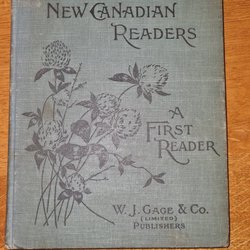 NEW CANADIAN
READERS
A
FIRST
READER
W. J. GAGE & CO.
(LIMITED)
PUBLISHERS